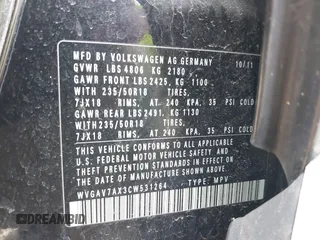 MFD BY VOLKSWAGEN AG GERMANY 10/11
GVWR LBS 4806 KG 2180
GAWR FRONT LBS 2425, KG 1100
WITH 235/50R18 TIRES,
7JX18 RIMS, AT 240 KPA, 35 PSI COLD
GAWR REAR LBS 2491, KG 1130
WITH 235/50R18 TIRES,
7JX18 RIMS, AT 240 KPA, 35 PSI COLD
THIS VEHICLE CONFORMS TO ALL APPLICABLE
FEDERAL MOTOR VEHICLE SAFETY
STANDARDS IN EFFECT ON THE DATE OF
MANUFACTURE SHOWN ABOVE.
WVGAV7AX3CW531264 TYPE: MPV
DREAMBID